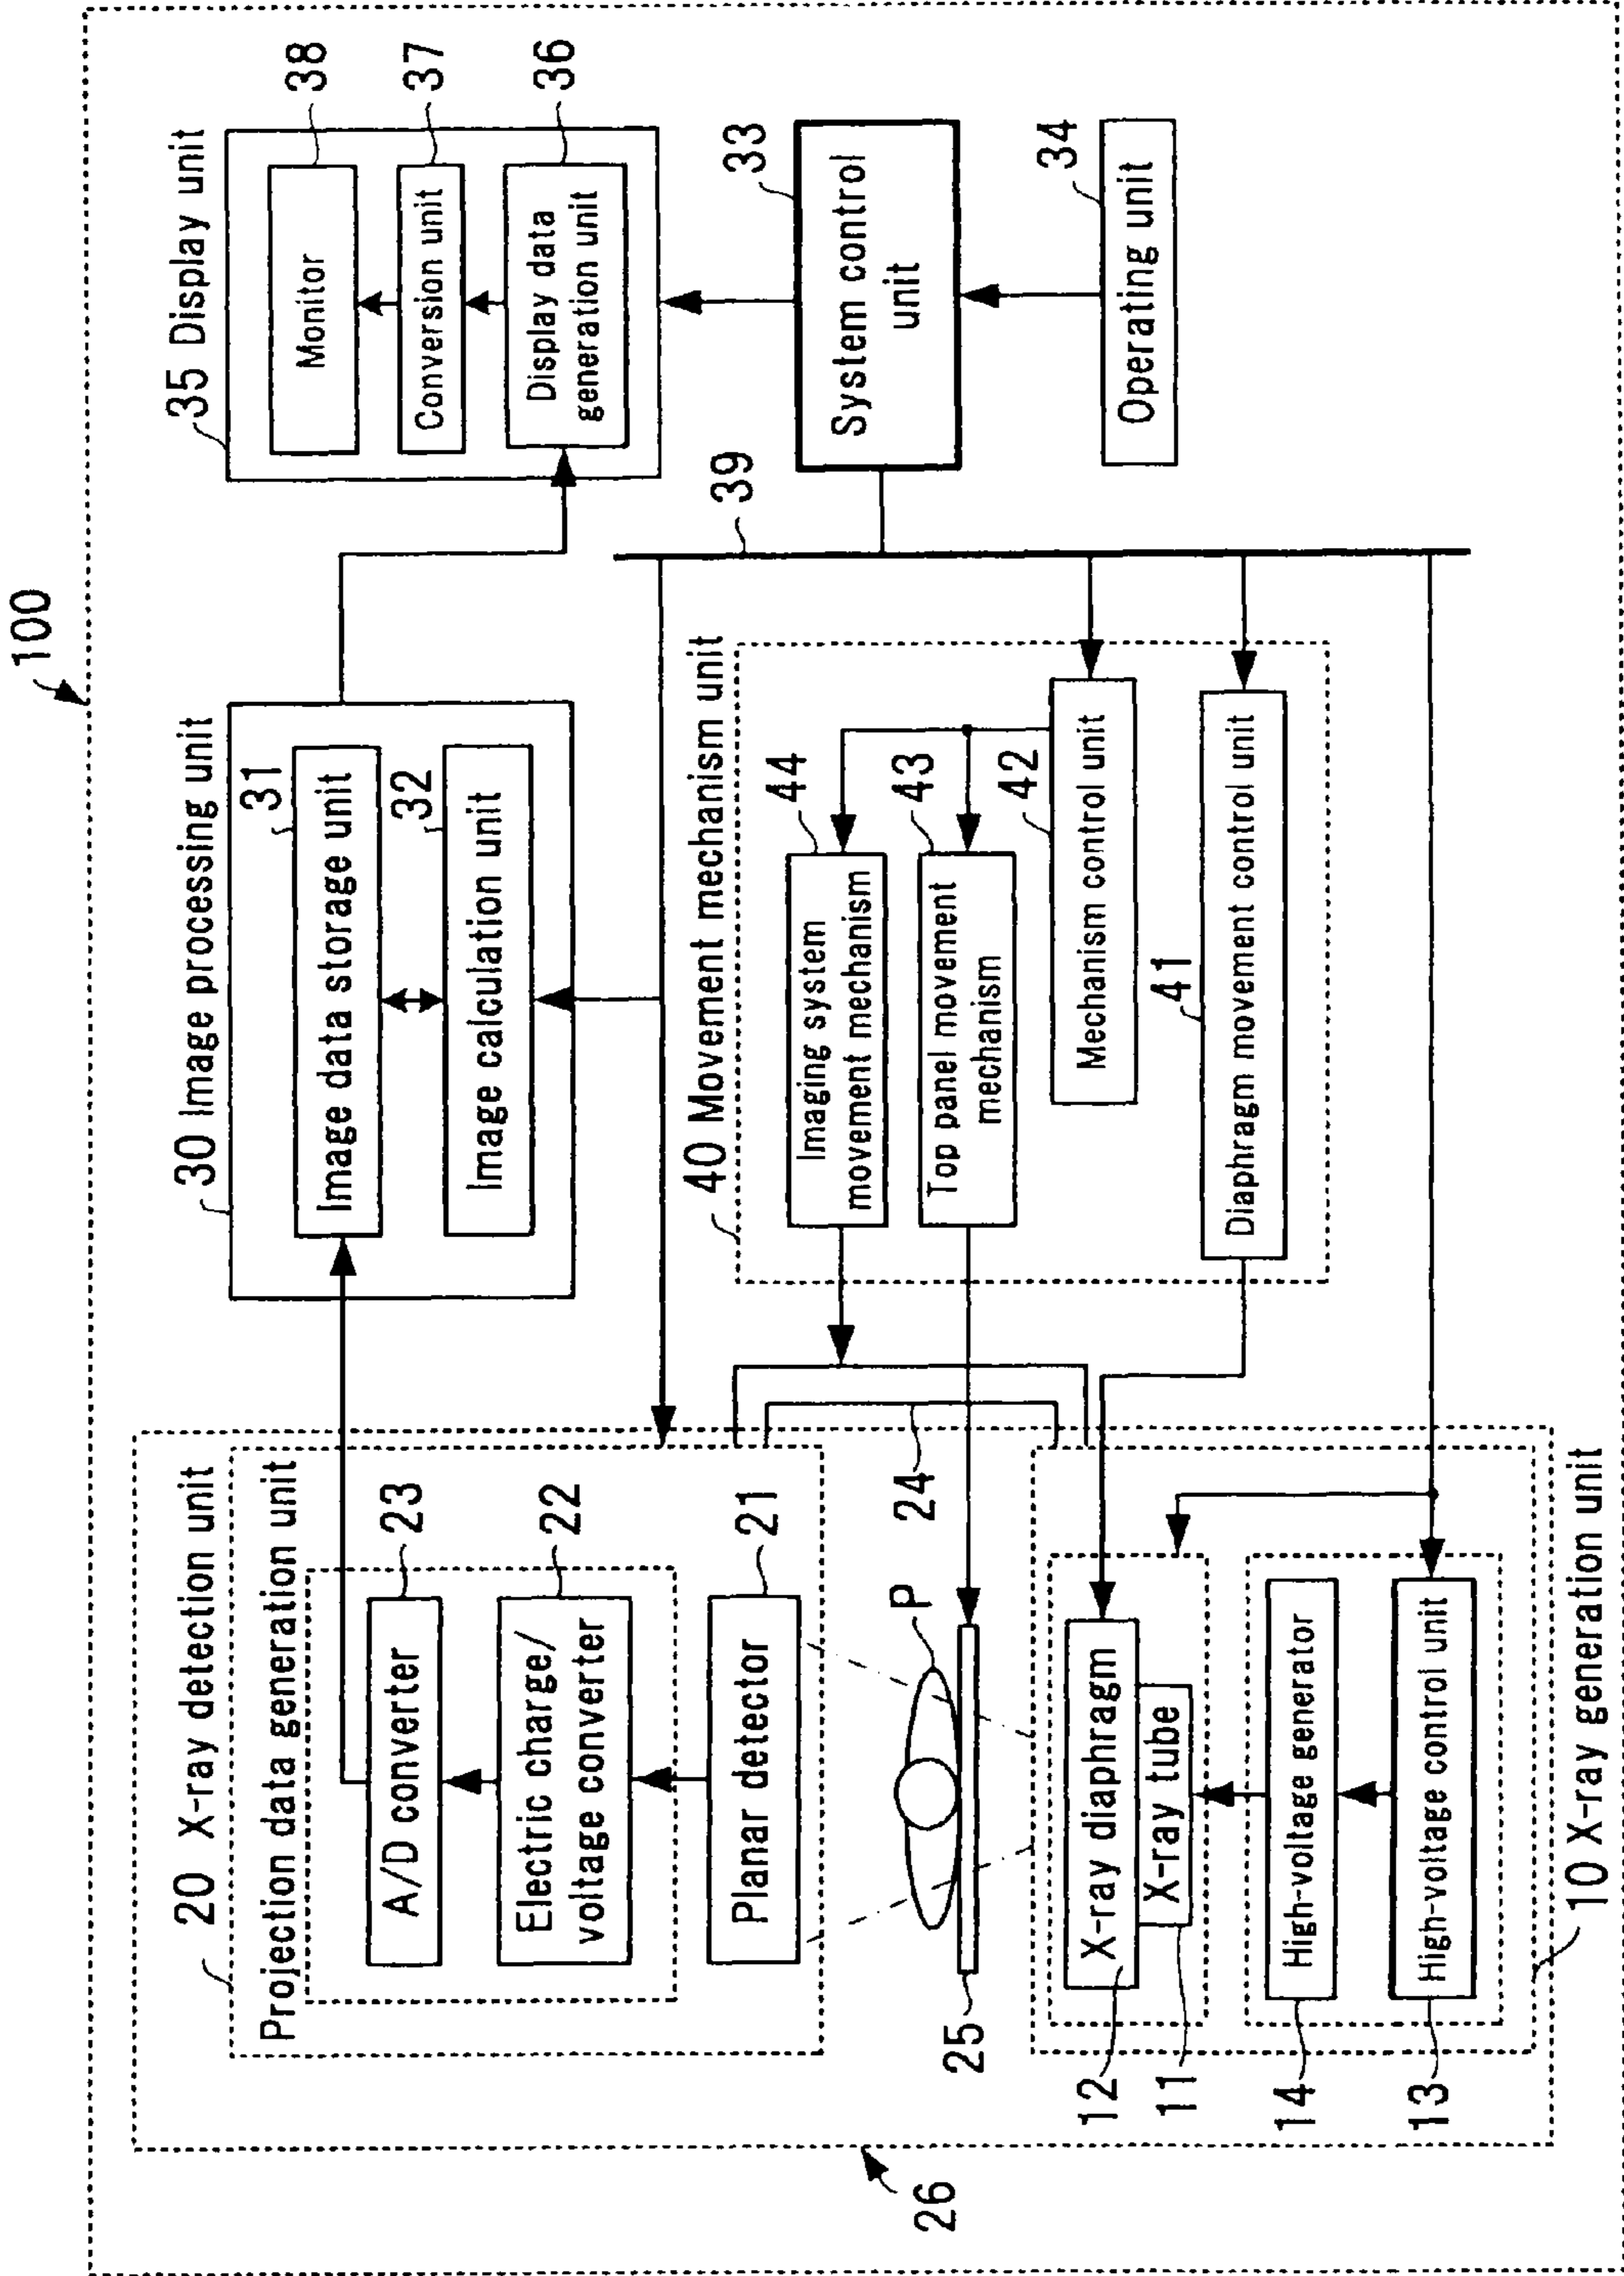 100
20 X-ray detection unit
Projection data generation unit
A/D converter
23
Electric charge/
voltage converter
22
Planar detector
21
P
25
24
26
12
X-ray diaphragm
X-ray tube
11
14
High-voltage generator
13
High-voltage control unit
10 X-ray generation unit
30 Image processing unit
31
Image data storage unit
32
Image calculation unit
40 Movement mechanism unit
44
Imaging system
movement mechanism
43
Top panel movement
mechanism
42
Mechanism control unit
41
Diaphragm movement control unit
39
35 Display unit
38
Monitor
37
Conversion unit
36
Display data
generation unit
33
System control
unit
34
Operating unit